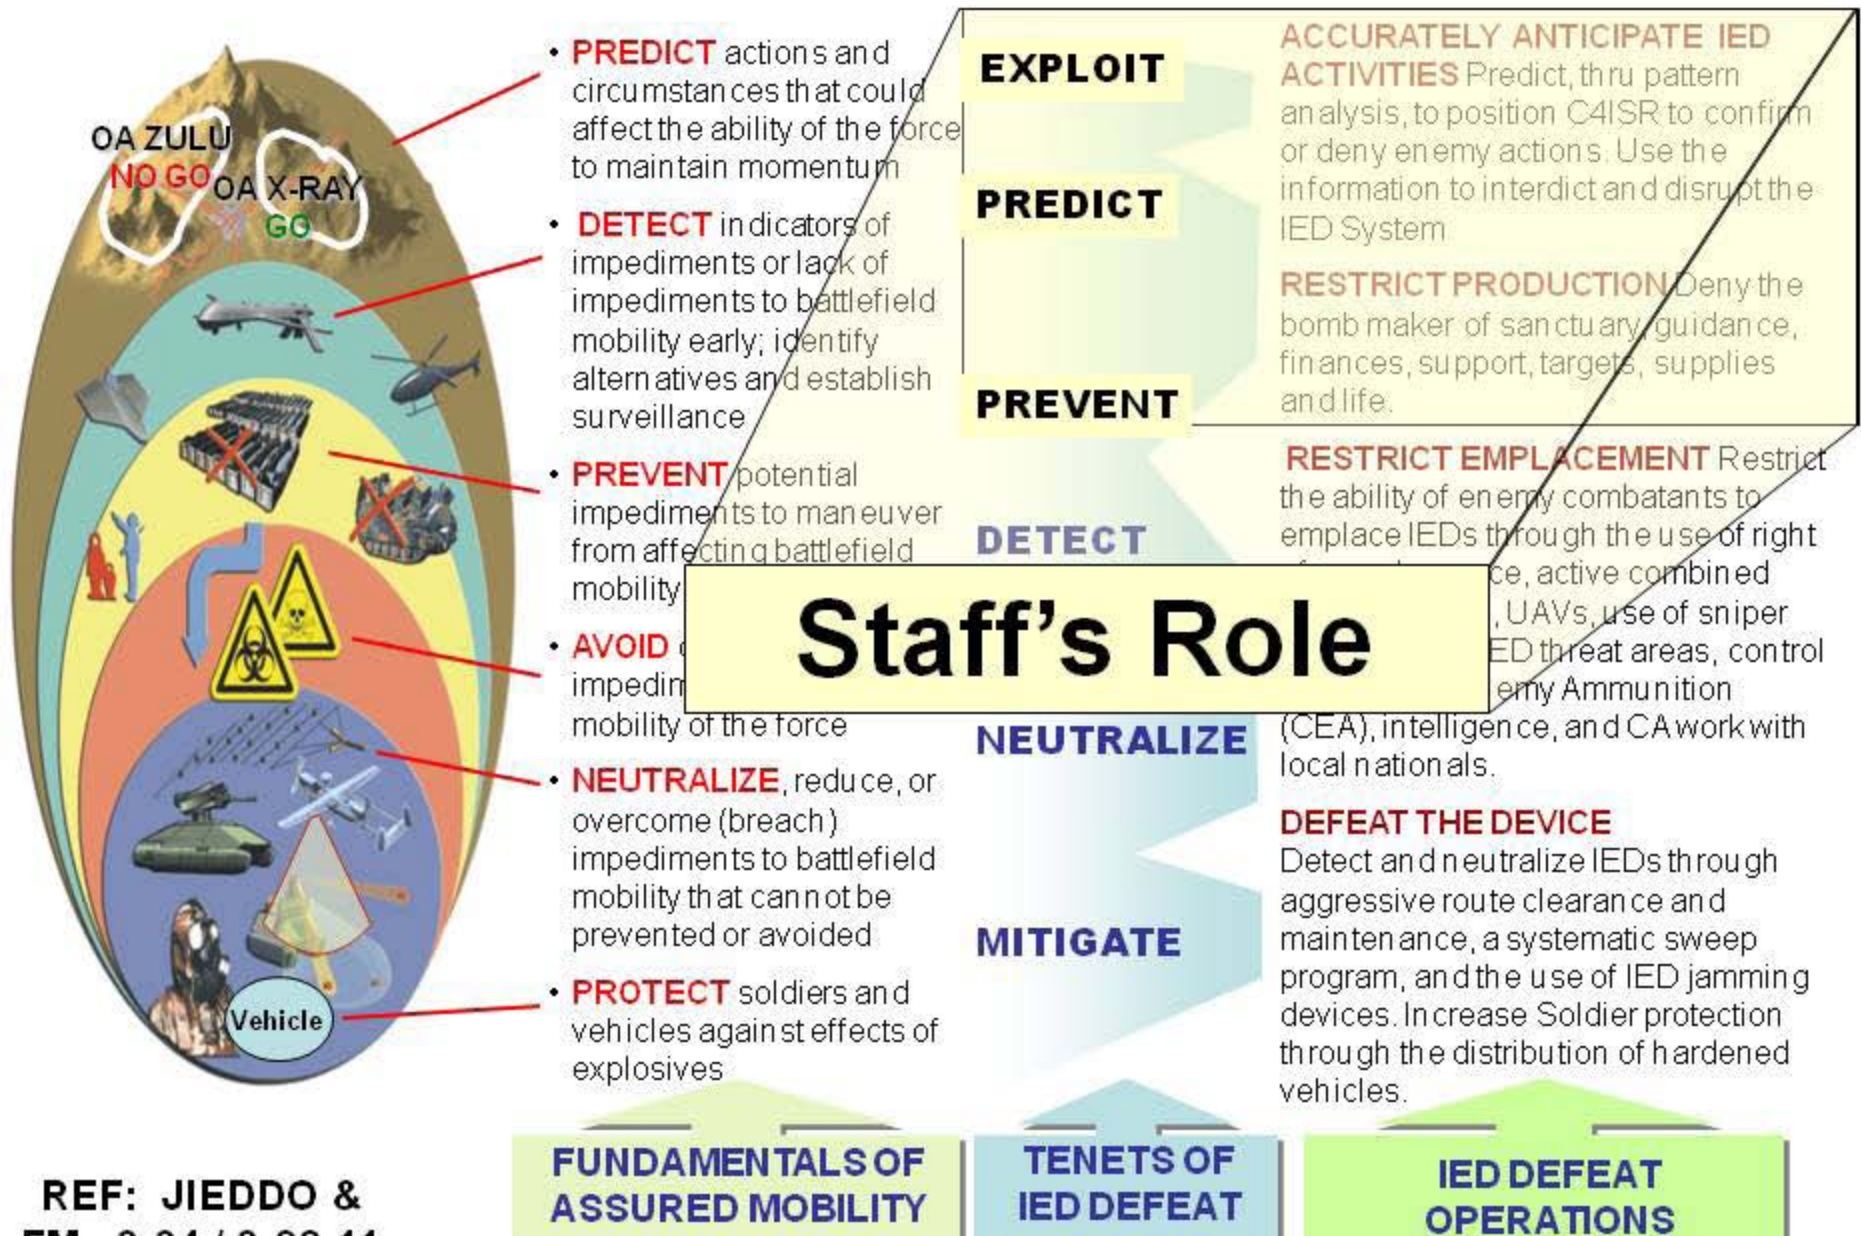 OA ZULU
NO GO
OA X-RAY
GO
Vehicle
• PREDICT actions and
circumstances that could
affect the ability of the force
to maintain momentum
• DETECT indicators of
impediments or lack of
impediments to battlefield
mobility early; identify
alternatives and establish
surveillance
• PREVENT potential
impediments to maneuver
from affecting battlefield
mobility
• AVOID
mobility of the force
• NEUTRALIZE, reduce, or
overcome (breach)
impediments to battlefield
mobility that cannot be
prevented or avoided
• PROTECT soldiers and
vehicles against effects of
explosives
EXPLOIT
PREDICT
PREVENT
DETECT
Staff's Role
NEUTRALIZE
MITIGATE
ACCURATELY ANTICIPATE IED
ACTIVITIES Predict, thru pattern
analysis, to position C4ISR to confirm
or deny enemy actions. Use the
information to interdict and disrupt the
IED System
RESTRICT PRODUCTION Deny the
bomb maker of sanctuary, guidance,
finances, support, targets, supplies
and life.
RESTRICT EMPLACEMENT Restrict
the ability of enemy combatants to
emplace IEDs through the use of right
, active combined
, UAVs, use of sniper
threat areas, control
Ammunition
(CEA), intelligence, and CA work with
local nationals.
DEFEAT THE DEVICE
Detect and neutralize IEDs through
aggressive route clearance and
maintenance, a systematic sweep
program, and the use of IED jamming
devices. Increase Soldier protection
through the distribution of hardened
vehicles.
FUNDAMENTALS OF
ASSURED MOBILITY
TENETS OF
IED DEFEAT
IED DEFEAT
OPERATIONS
REF: JIEDDO &